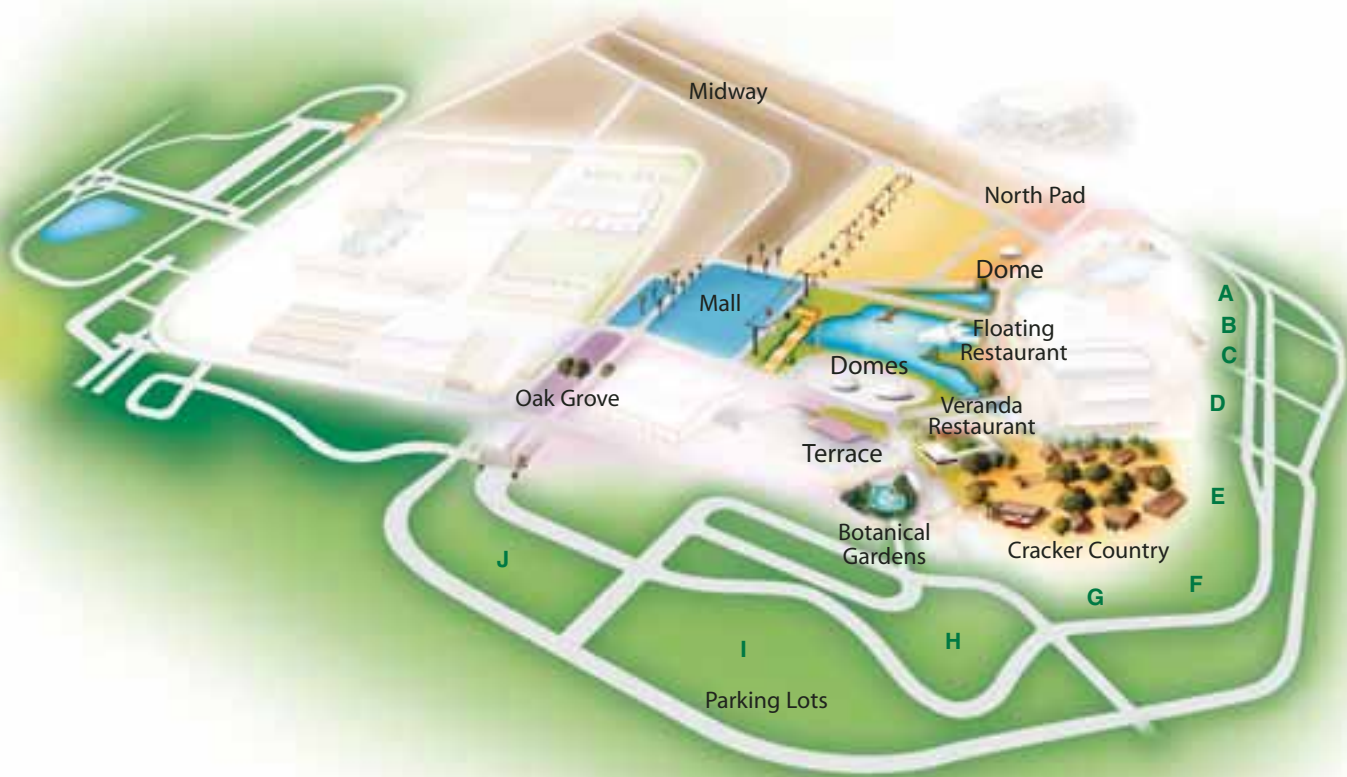 Midway
North Pad
Dome
A
Mall
B
Floating
Restaurant
C
Domes
Oak Grove
D
Veranda
Restaurant
Terrace
E
Botanical
Gardens
Cracker Country
J
F
G
H
I
Parking Lots